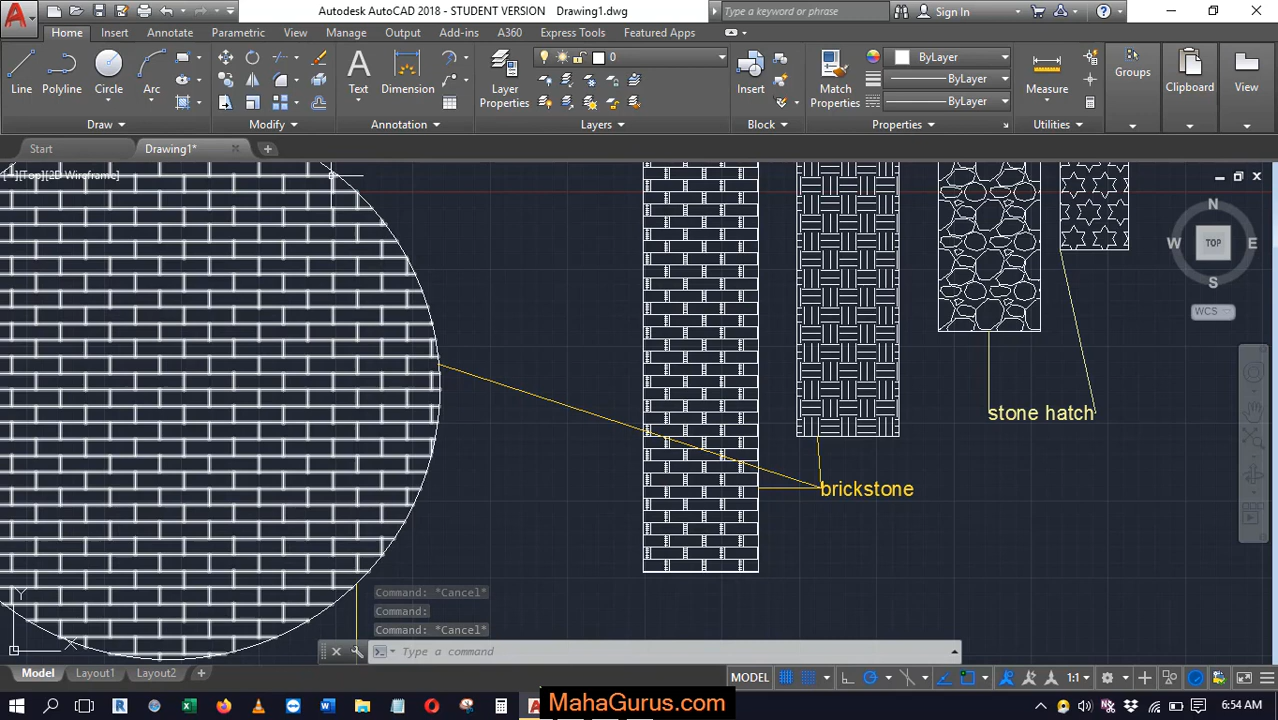 Autodesk AutoCAD 2018 - STUDENT VERSION Drawing1.dwg
Type a keyword or phrase
Sign In
Home Insert Annotate Parametric View Manage Output Add-ins A360 Express Tools Featured Apps
Line Polyline Circle Arc
Text Dimension
Layer Properties
0
Insert
Match Properties
ByLayer
ByLayer
ByLayer
Measure
Groups
Clipboard
View
Draw Modify Annotation Layers Block Properties Utilities
Start Drawing1*
[Top][2D Wireframe]
N
W TOP E
S
WCS
stone hatch
brickstone
Command: *Cancel*
Command:
Command: *Cancel*
Y
X
Type a command
Model Layout1 Layout2
MODEL
1:1
MahaGurus.com
6:54 AM